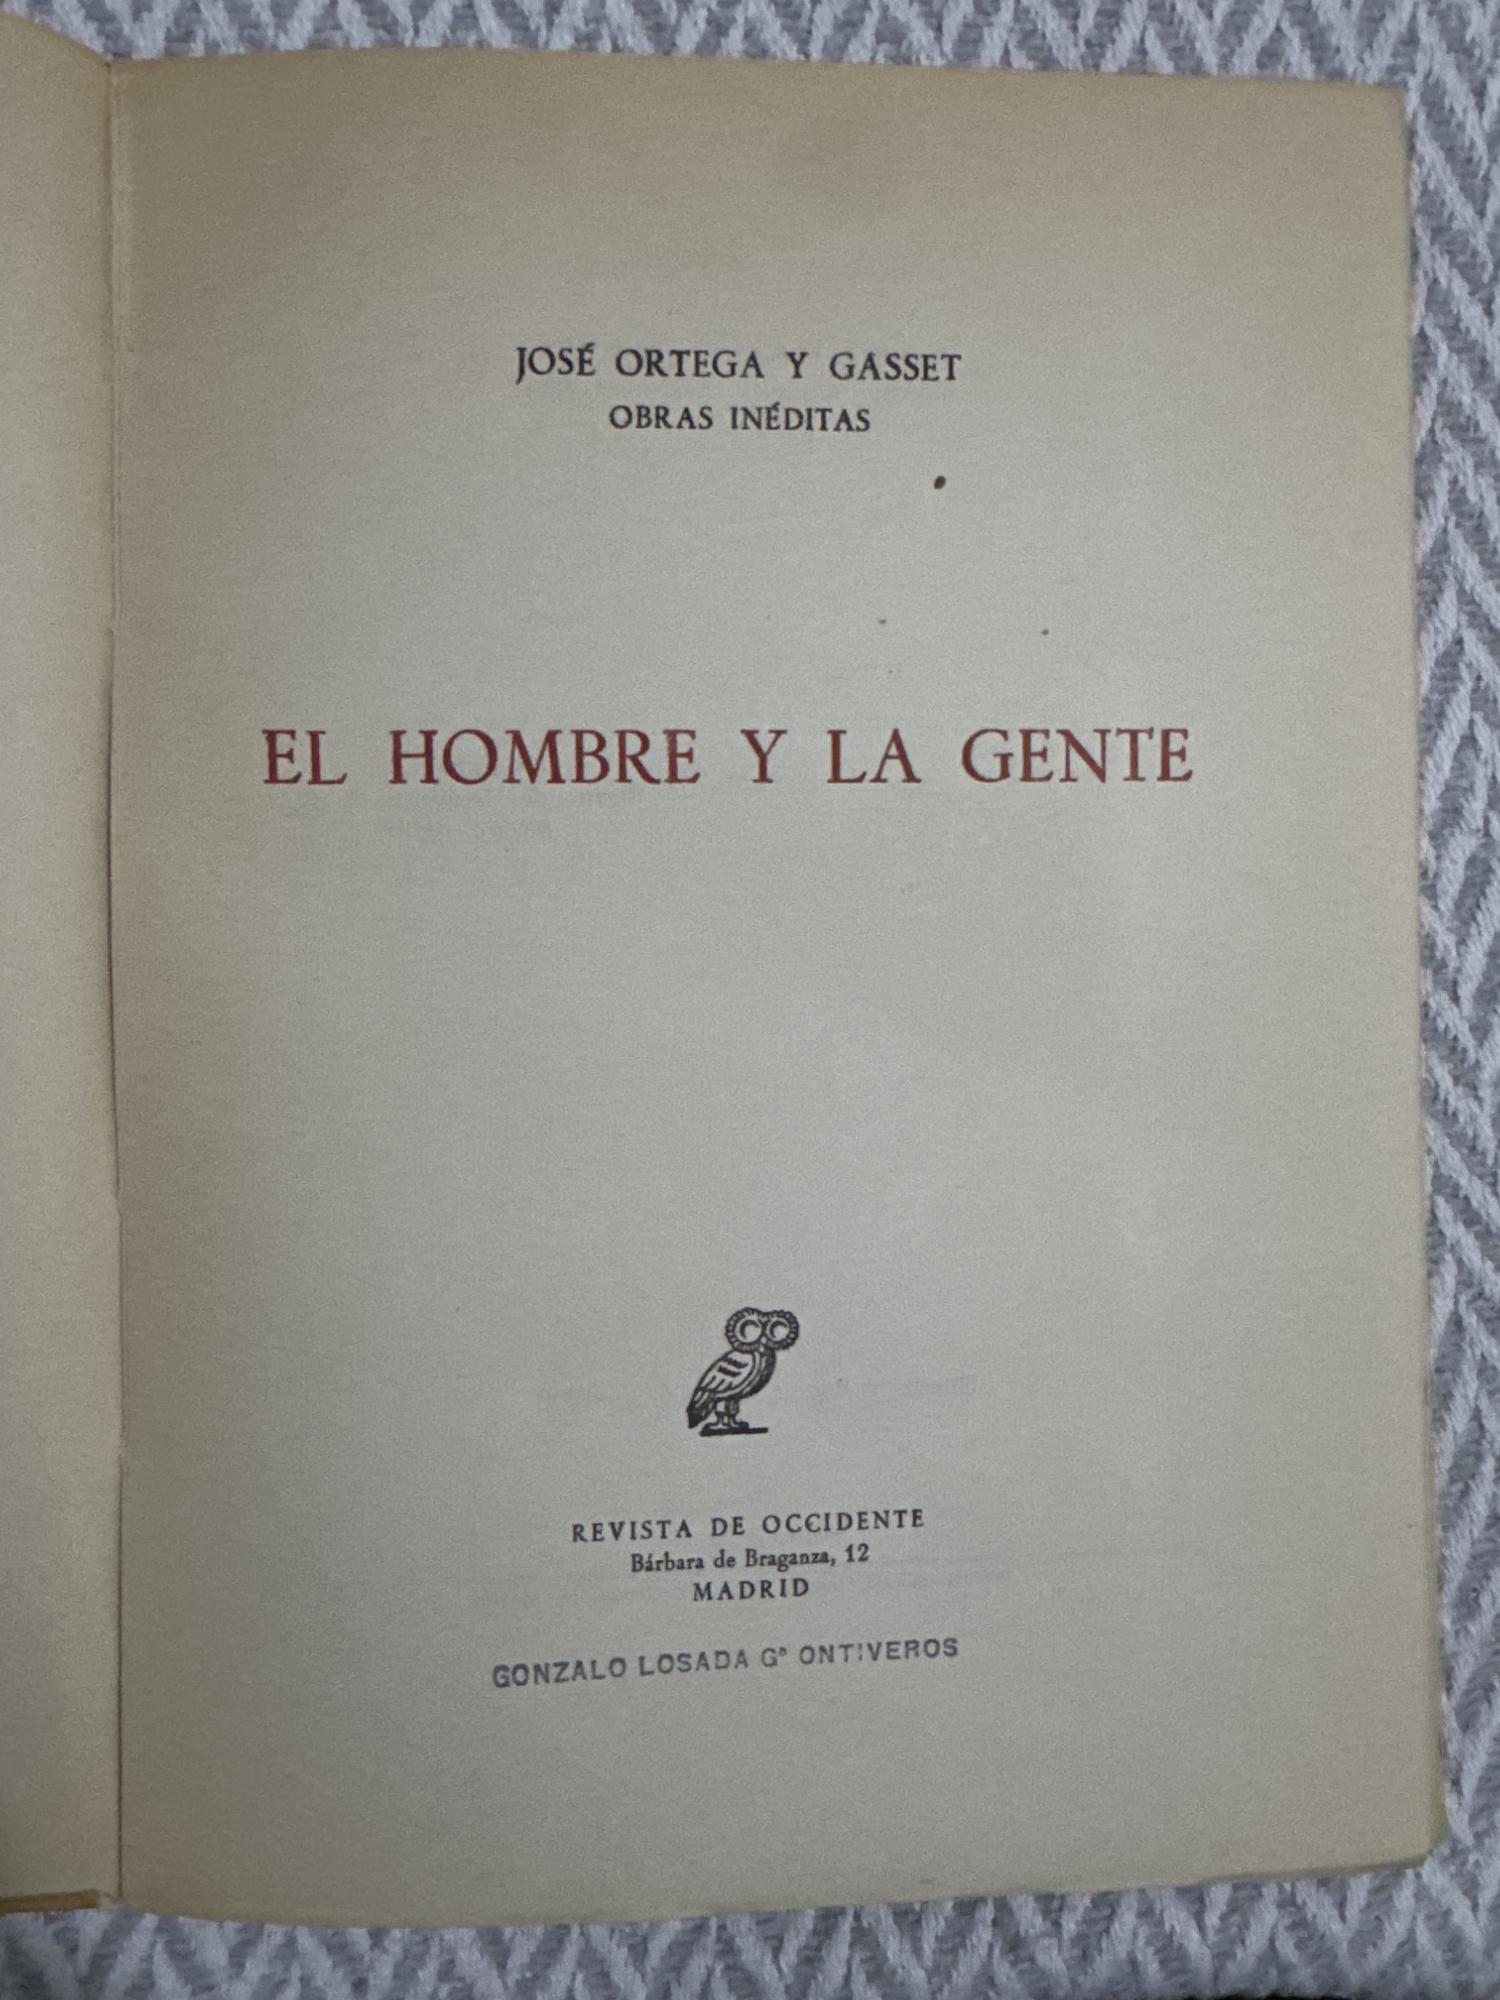 JOSÉ ORTEGA Y GASSET
OBRAS INÉDITAS
EL HOMBRE Y LA GENTE
REVISTA DE OCCIDENTE
Bárbara de Braganza, 12
MADRID
GONZALO LOSADA Gª ONTIVEROS